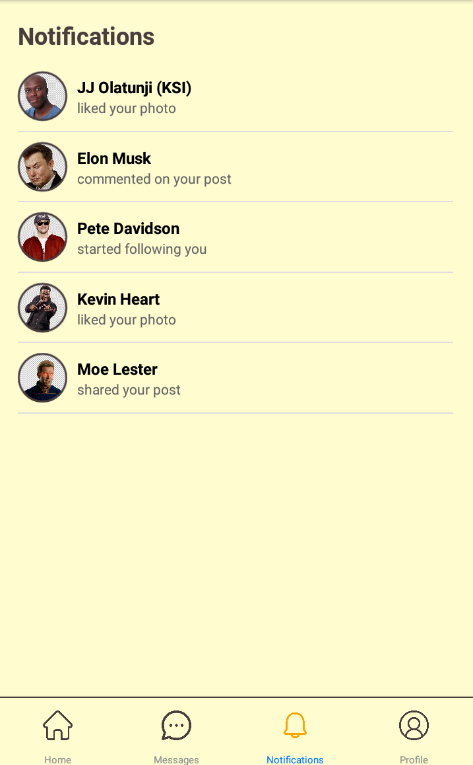 Notifications
JJ Olatunji (KSI)
liked your photo
Elon Musk
commented on your post
Pete Davidson
started following you
Kevin Heart
liked your photo
Moe Lester
shared your post
Home
Messages
Notifications
Profile